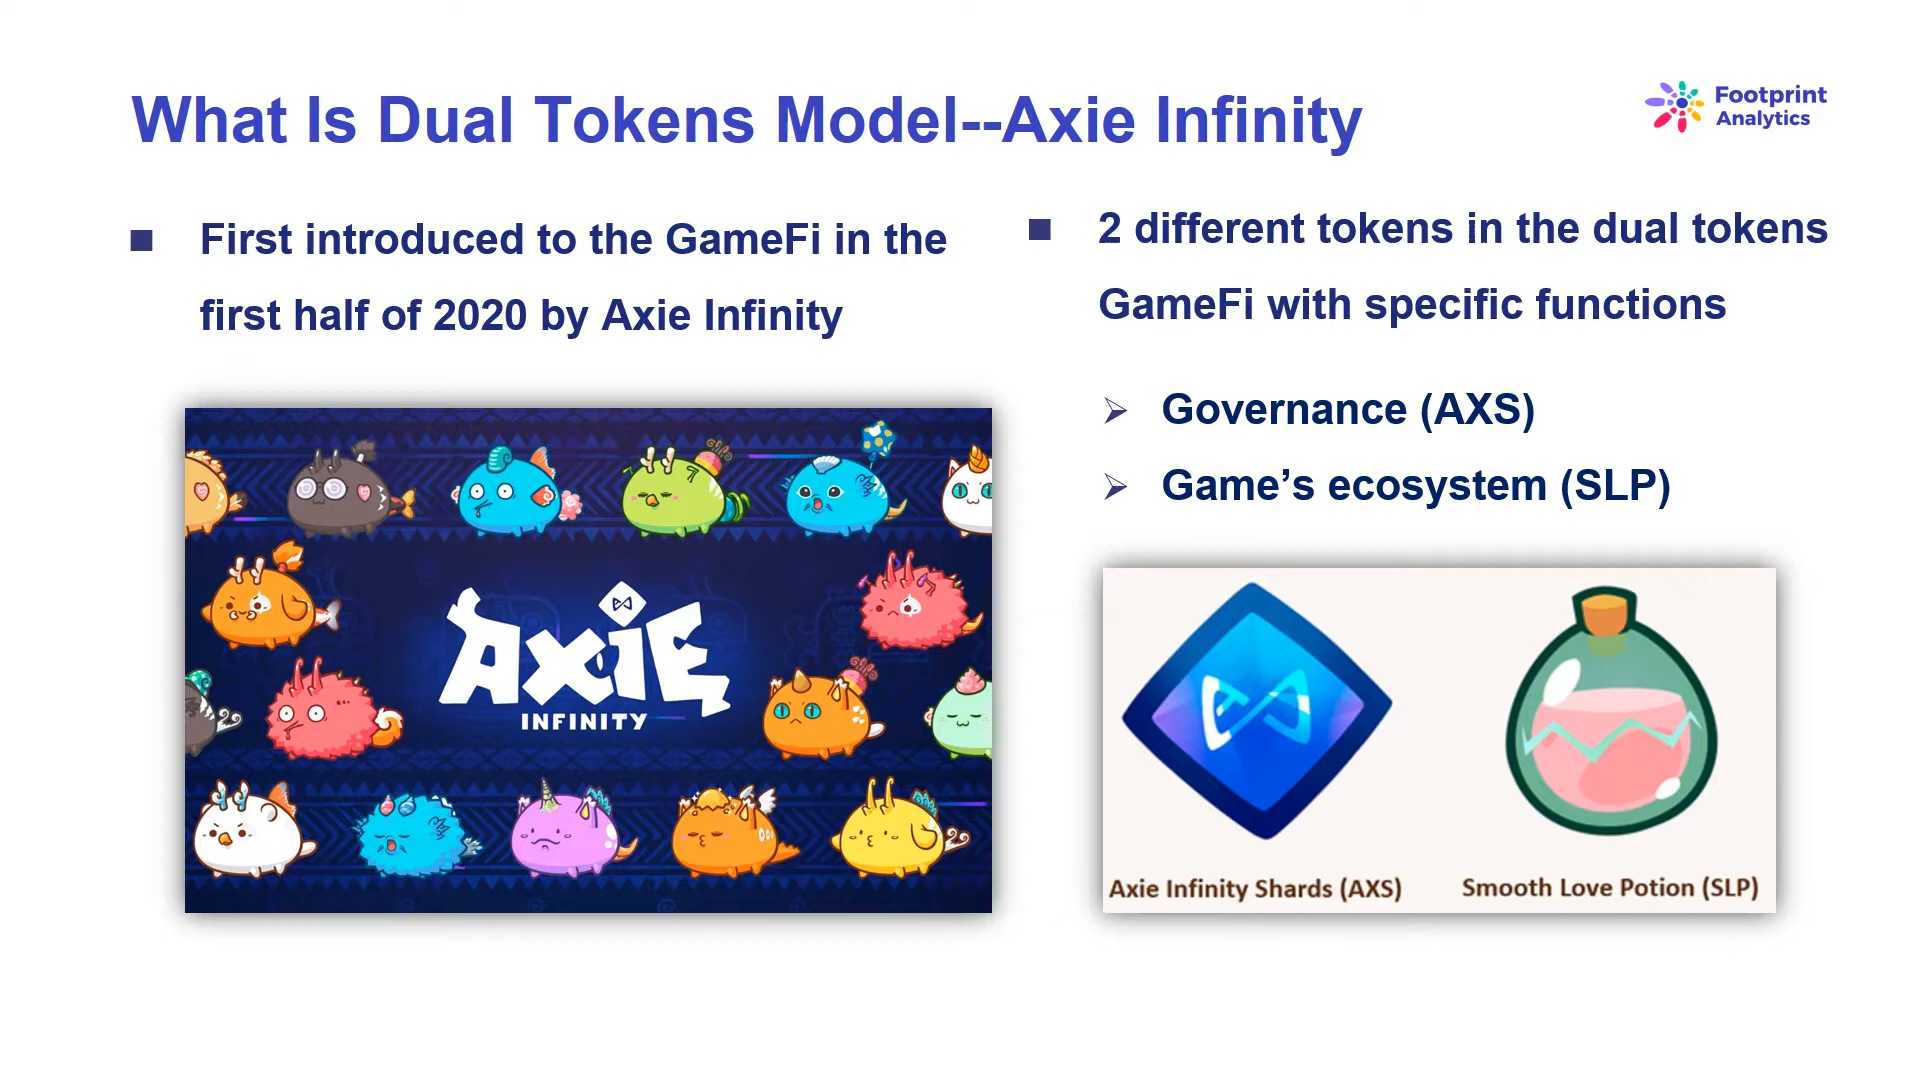 What Is Dual Tokens Model--Axie Infinity
Footprint
Analytics
First introduced to the GameFi in the
first half of 2020 by Axie Infinity
2 different tokens in the dual tokens
GameFi with specific functions
Governance (AXS)
Game’s ecosystem (SLP)
AXIE
INFINITY
Axie Infinity Shards (AXS)
Smooth Love Potion (SLP)